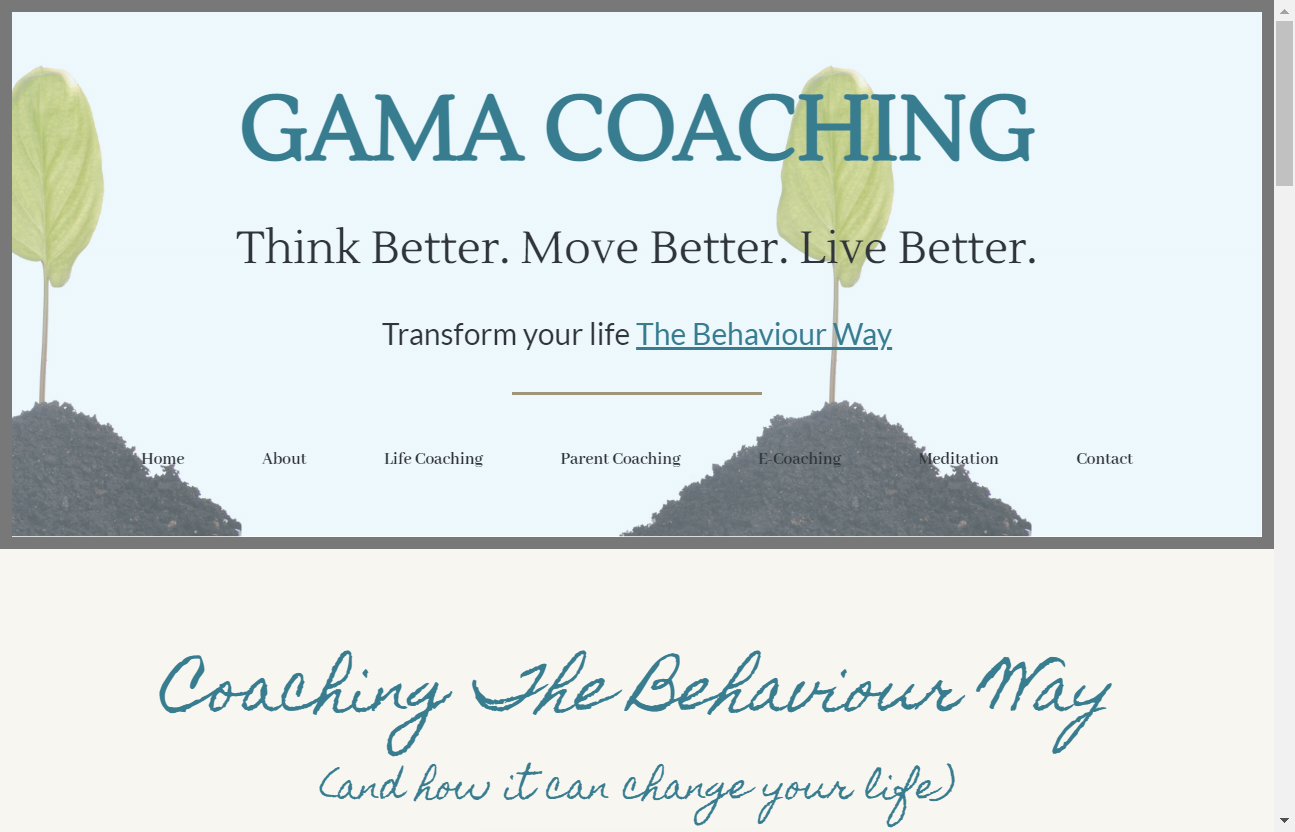 GAMA COACHING
Think Better. Move Better. Live Better.
Transform your life The Behaviour Way
Home About Life Coaching Parent Coaching E-Coaching Meditation Contact
Coaching The Behaviour Way
(and how it can change your life)